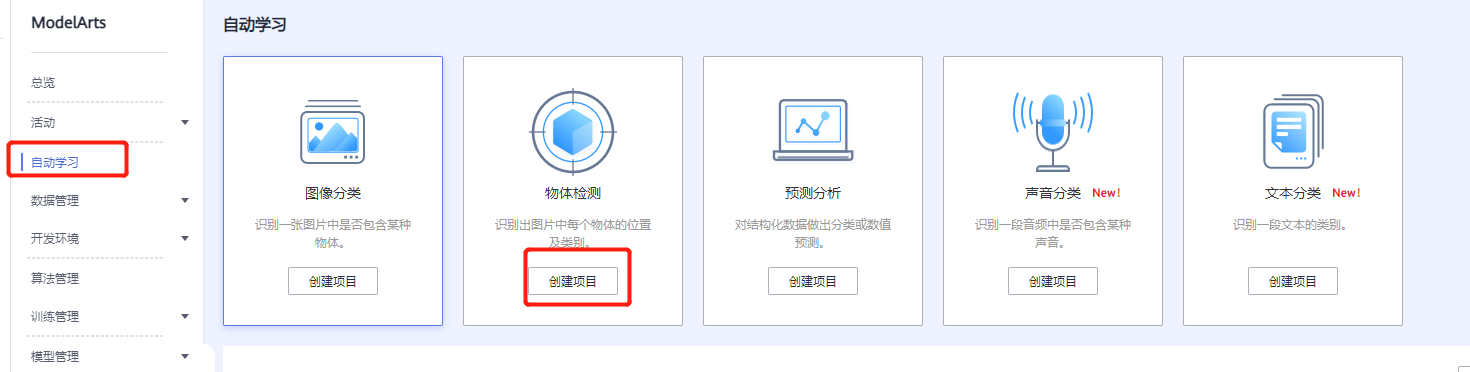 ModelArts
总览
活动
自动学习
数据管理
开发环境
算法管理
训练管理
模型管理
自动学习
图像分类
识别一张图片中是否包含某种
物体。
创建项目
物体检测
识别出图片中每个物体的位置
及类别。
创建项目
预测分析
对结构化数据做出分类或数值
预测。
创建项目
声音分类 New!
识别一段音频中是否包含某种
声音。
创建项目
文本分类 New!
识别一段文本的类别。
创建项目